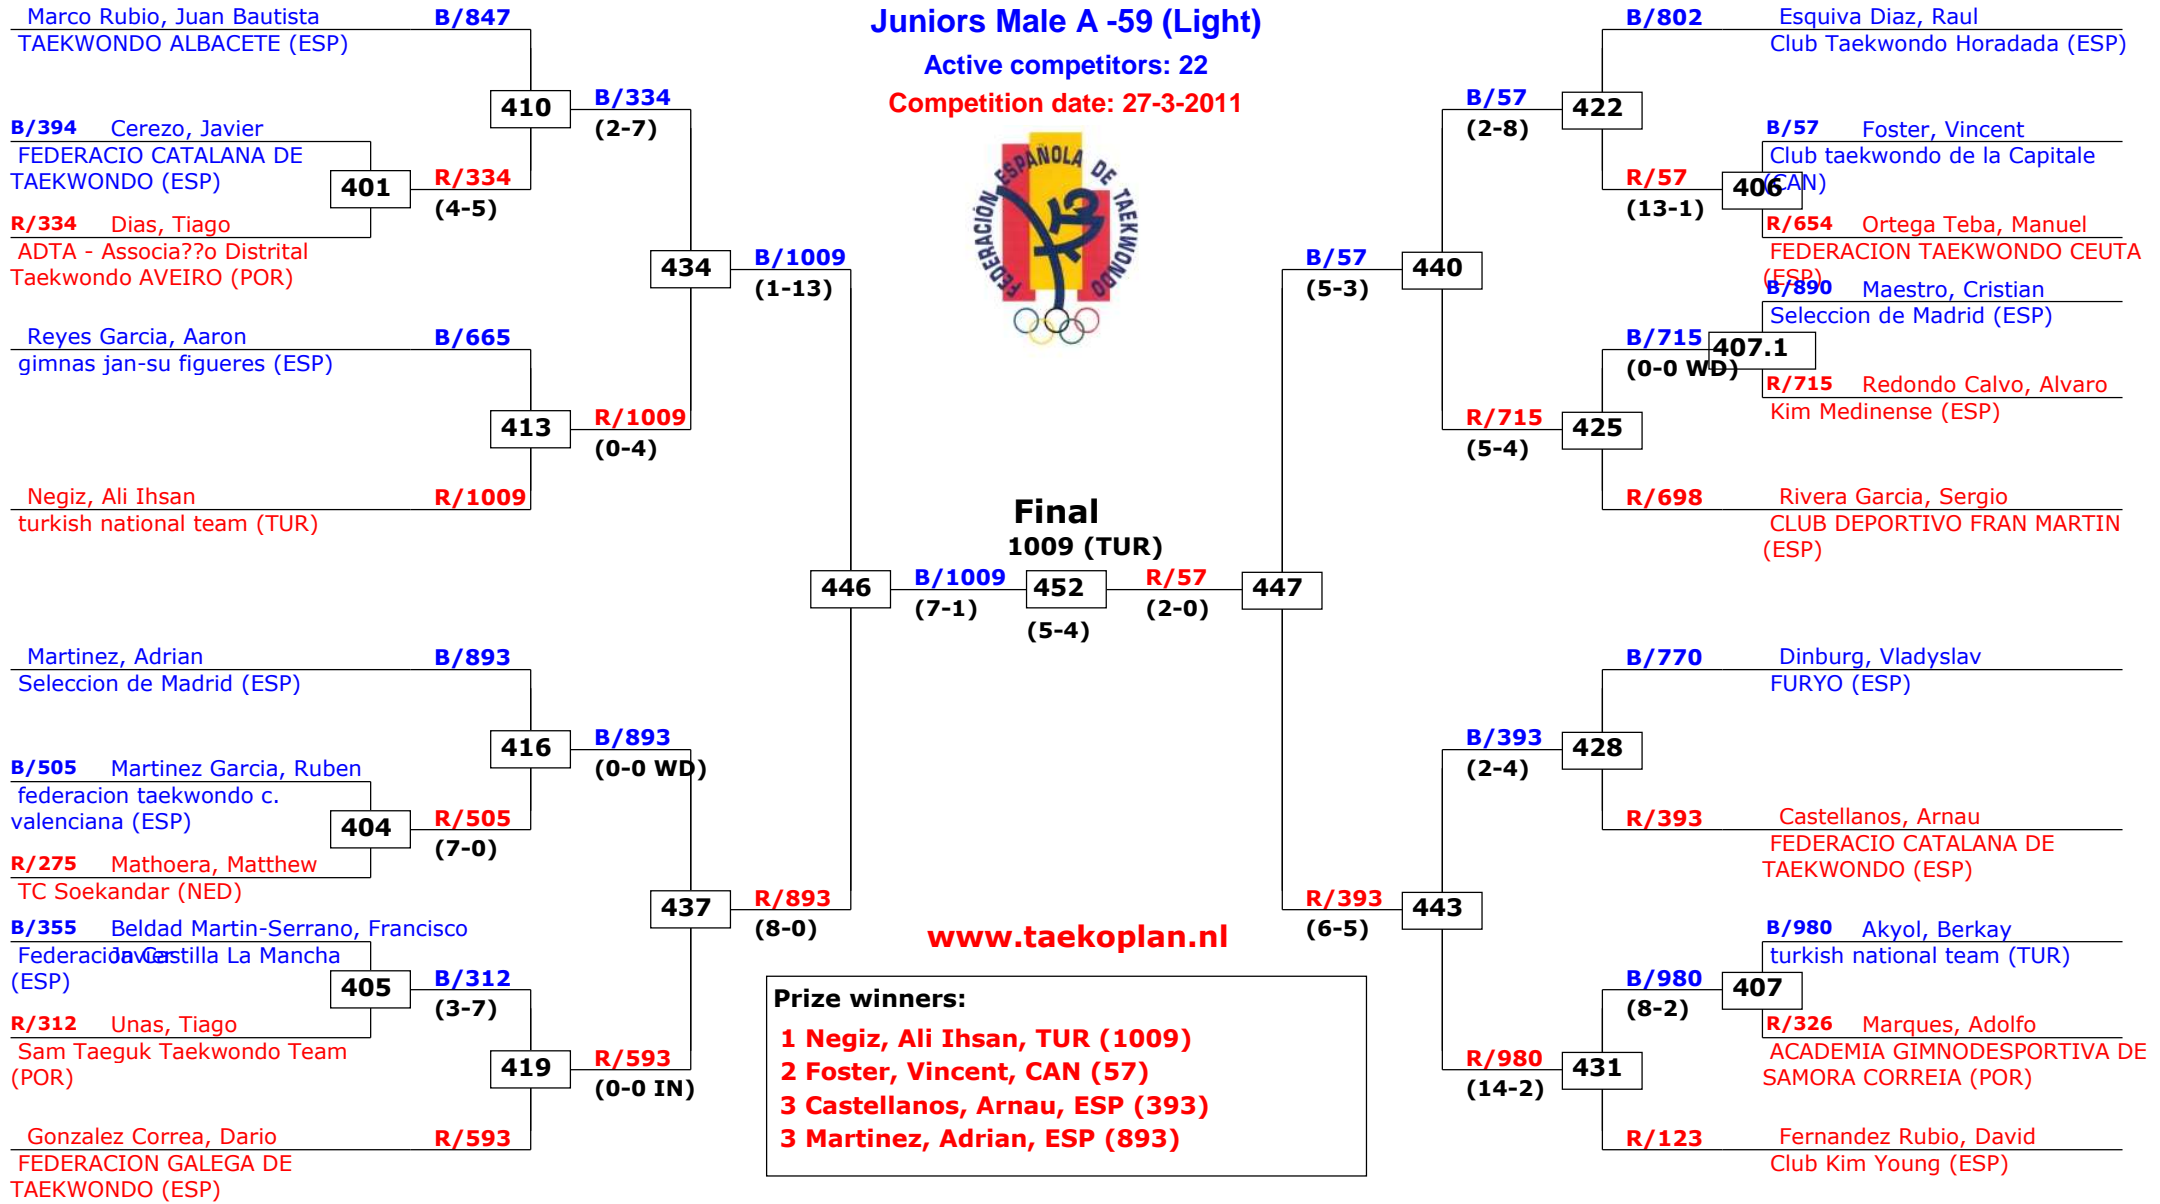 Juniors Male A -59 (Light)
Active competitors: 22
Competition date: 27-3-2011
FEDERACIÓN ESPAÑOLA DE TAEKWONDO
Marco Rubio, Juan Bautista B/847
TAEKWONDO ALBACETE (ESP)
410
B/334
(2-7)
B/394 Cerezo, Javier
FEDERACIO CATALANA DE
TAEKWONDO (ESP)
401
R/334
(4-5)
R/334 Dias, Tiago
ADTA - Associa??o Distrital
Taekwondo AVEIRO (POR)
434
B/1009
(1-13)
Reyes Garcia, Aaron B/665
gimnas jan-su figueres (ESP)
413
R/1009
(0-4)
Negiz, Ali Ihsan R/1009
turkish national team (TUR)
446
B/1009
(7-1)
Martinez, Adrian B/893
Seleccion de Madrid (ESP)
416
B/893
(0-0 WD)
B/505 Martinez Garcia, Ruben
federacion taekwondo c.
valenciana (ESP)
404
R/505
(7-0)
R/275 Mathoera, Matthew
TC Soekandar (NED)
437
R/893
(8-0)
B/355 Beldad Martin-Serrano, Francisco
Javier
Federacion Castilla La Mancha
(ESP)
405
B/312
(3-7)
R/312 Unas, Tiago
Sam Taeguk Taekwondo Team
(POR)
419
R/593
(0-0 IN)
Gonzalez Correa, Dario R/593
FEDERACION GALEGA DE
TAEKWONDO (ESP)
Final
1009 (TUR)
452
(5-4)
R/57
(2-0)
447
B/802 Esquiva Diaz, Raul
Club Taekwondo Horadada (ESP)
B/57
(2-8)
422
B/57 Foster, Vincent
Club taekwondo de la Capitale
(CAN)
R/57
(13-1)
406
R/654 Ortega Teba, Manuel
FEDERACION TAEKWONDO CEUTA
(ESP)
B/57
(5-3)
440
B/890 Maestro, Cristian
Seleccion de Madrid (ESP)
B/715
(0-0 WD)
407.1
R/715 Redondo Calvo, Alvaro
Kim Medinense (ESP)
R/715
(5-4)
425
R/698 Rivera Garcia, Sergio
CLUB DEPORTIVO FRAN MARTIN
(ESP)
B/770 Dinburg, Vladyslav
FURYO (ESP)
B/393
(2-4)
428
R/393 Castellanos, Arnau
FEDERACIO CATALANA DE
TAEKWONDO (ESP)
R/393
(6-5)
443
B/980 Akyol, Berkay
turkish national team (TUR)
B/980
(8-2)
407
R/326 Marques, Adolfo
ACADEMIA GIMNODESPORTIVA DE
SAMORA CORREIA (POR)
R/980
(14-2)
431
R/123 Fernandez Rubio, David
Club Kim Young (ESP)
www.taekoplan.nl
Prize winners:
1 Negiz, Ali Ihsan, TUR (1009)
2 Foster, Vincent, CAN (57)
3 Castellanos, Arnau, ESP (393)
3 Martinez, Adrian, ESP (893)